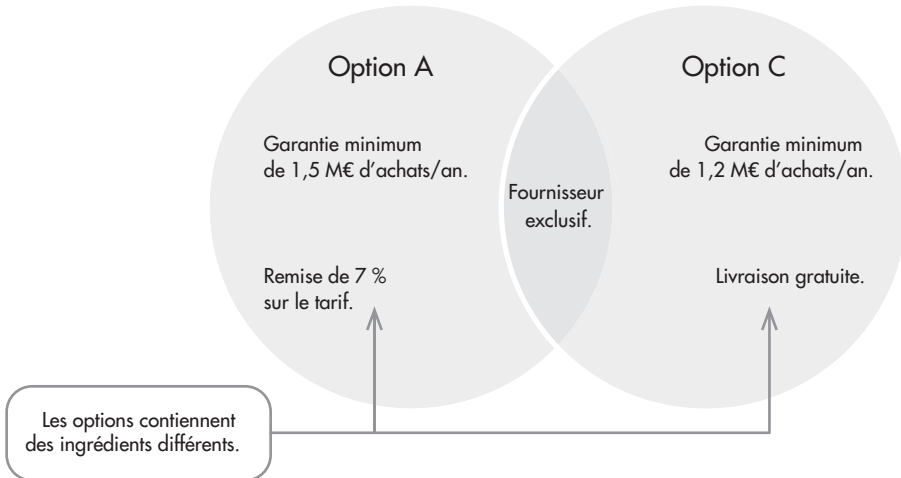 Option A
Garantie minimum
de 1,5 M€ d'achats/an.
Remise de 7 %
sur le tarif.
Fournisseur
exclusif.
Option C
Garantie minimum
de 1,2 M€ d'achats/an.
Livraison gratuite.
Les options contiennent
des ingrédients différents.